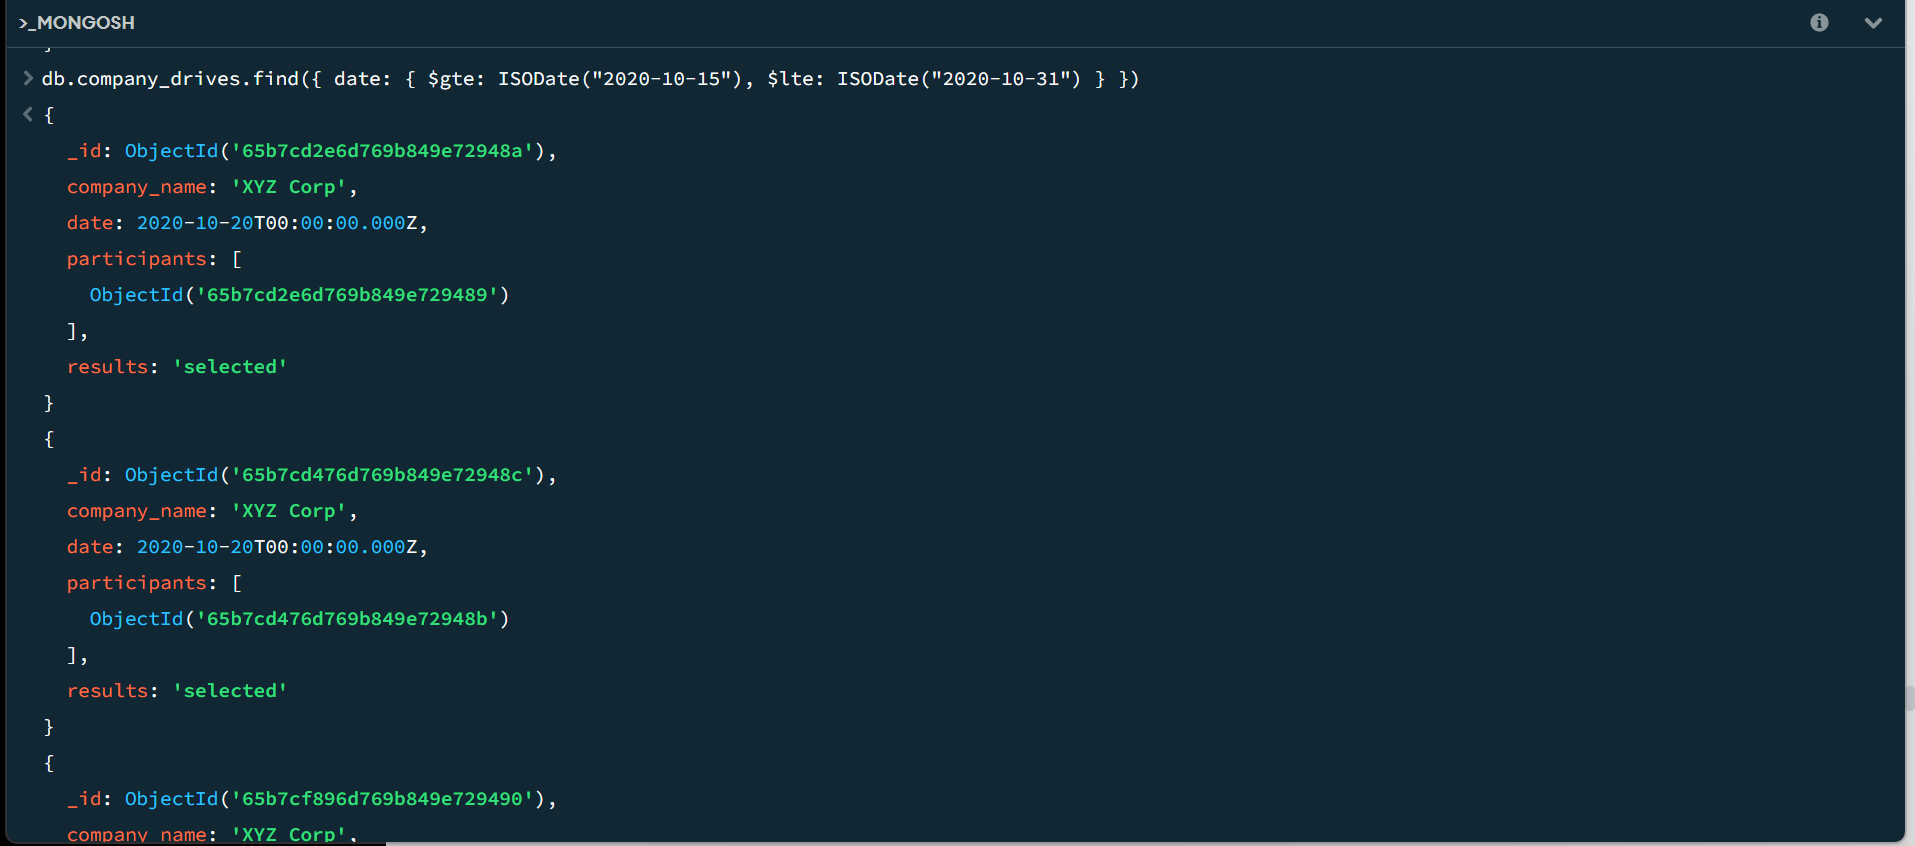 >_MONGOSH
}
> db.company_drives.find({ date: { $gte: ISODate("2020-10-15"), $lte: ISODate("2020-10-31") } })
< {
_id: ObjectId('65b7cd2e6d769b849e72948a'),
company_name: 'XYZ Corp',
date: 2020-10-20T00:00:00.000Z,
participants: [
ObjectId('65b7cd2e6d769b849e729489')
],
results: 'selected'
}
{
_id: ObjectId('65b7cd476d769b849e72948c'),
company_name: 'XYZ Corp',
date: 2020-10-20T00:00:00.000Z,
participants: [
ObjectId('65b7cd476d769b849e72948b')
],
results: 'selected'
}
{
_id: ObjectId('65b7cf896d769b849e729490'),
company_name: 'XYZ Corp',